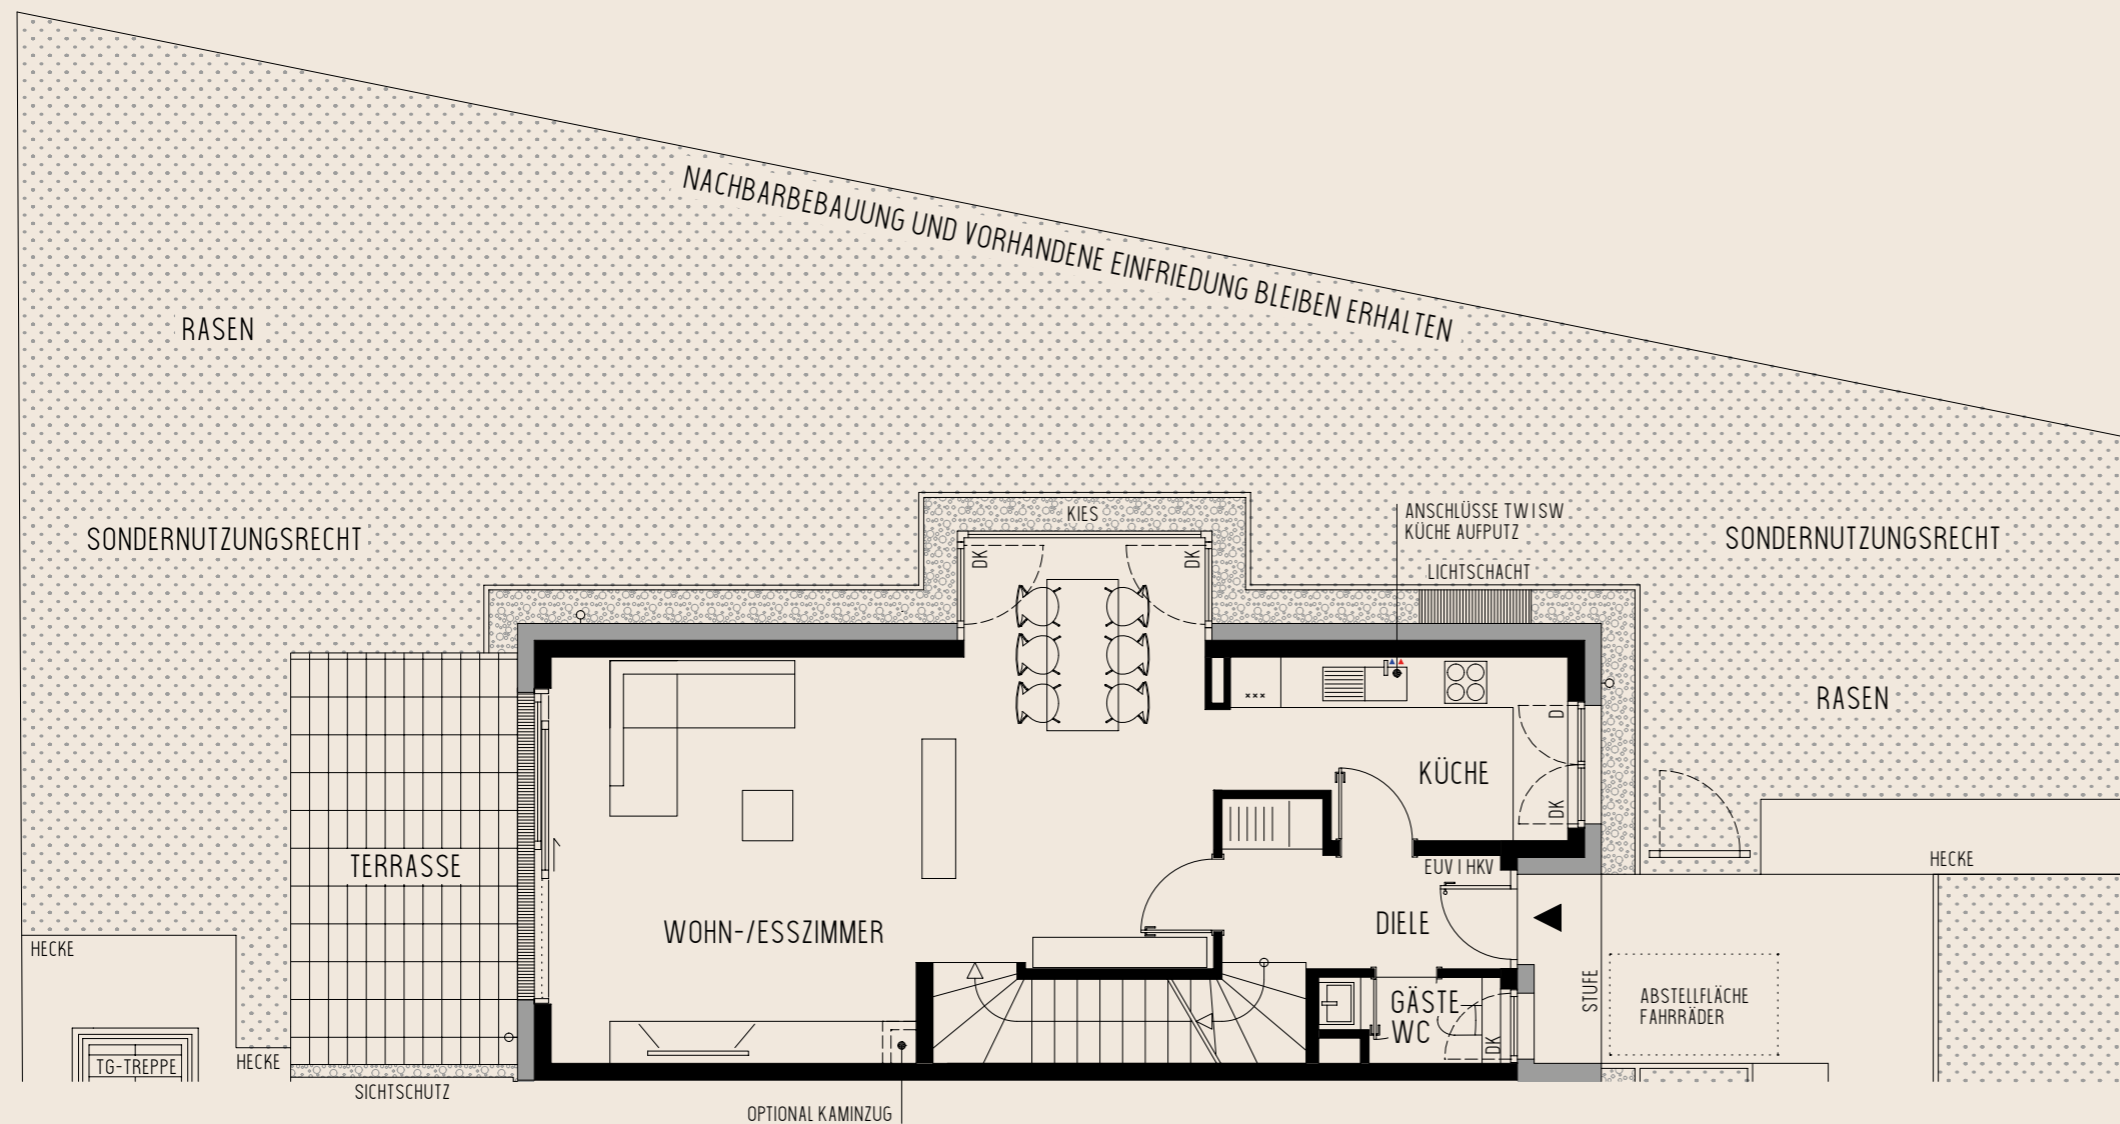 NACHBARBEBAUUNG UND VORHANDENE EINFRIEDUNG BLEIBEN ERHALTEN
RASEN
SONDERNUTZUNGSRECHT
KIES
DK
DK
ANSCHLÜSSE TW I SW
KÜCHE AUFPUTZ
LICHTSCHACHT
SONDERNUTZUNGSRECHT
RASEN
xxx
D
KÜCHE
DK
TERRASSE
EUV I HKV
HECKE
WOHN-/ESSZIMMER
DIELE
HECKE
STUFE
ABSTELLFLÄCHE
FAHRRÄDER
GÄSTE
WC
DK
TG-TREPPE
HECKE
SICHTSCHUTZ
OPTIONAL KAMINZUG